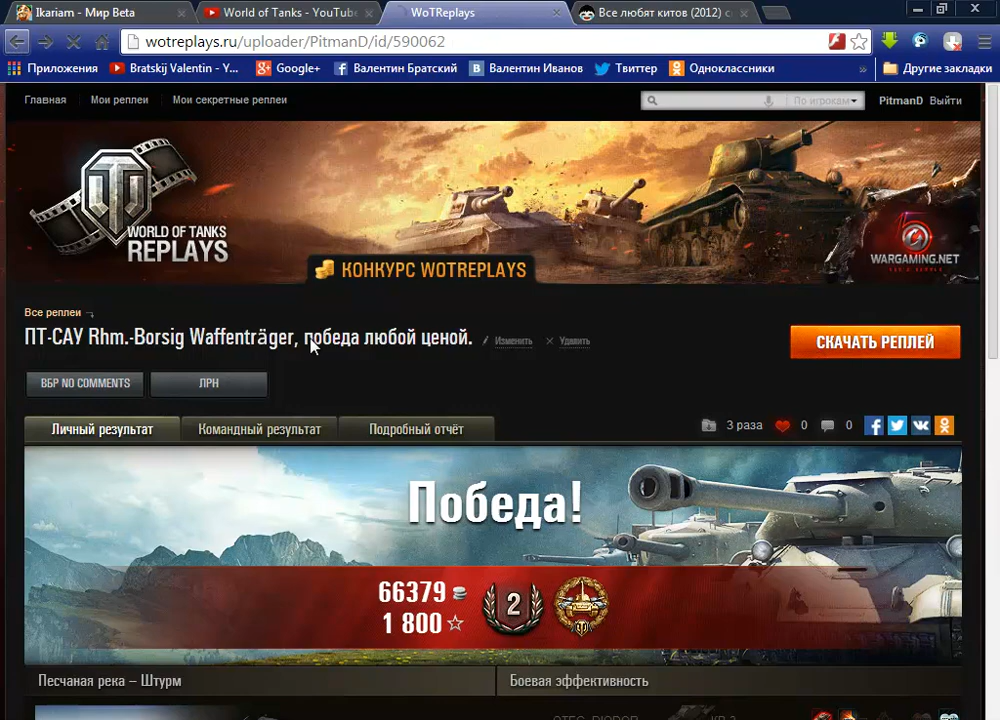 Ikariam - Мир Beta
World of Tanks - YouTube
WoTReplays
Все любят китов (2012) с
wotreplays.ru/uploader/PitmanD/id/590062
Приложения
Bratskij Valentin - Y...
Google+
Валентин Братский
Валентин Иванов
Твиттер
Одноклассники
»
Другие закладки
Главная
Мои реплеи
Мои секретные реплеи
По игрокам
PitmanD
Выйти
WORLD OF TANKS
REPLAYS
WARGAMING.NET
КОНКУРС WOTREPLAYS
Все реплеи
ПТ-САУ Rhm.-Borsig Waffenträger, победа любой ценой.
Изменить
Удалить
СКАЧАТЬ РЕПЛЕЙ
ВБР NO COMMENTS
ЛРН
Личный результат
Командный результат
Подробный отчёт
3 раза
0
0
Победа!
66379
1 800
2
Песчаная река – Штурм
Боевая эффективность